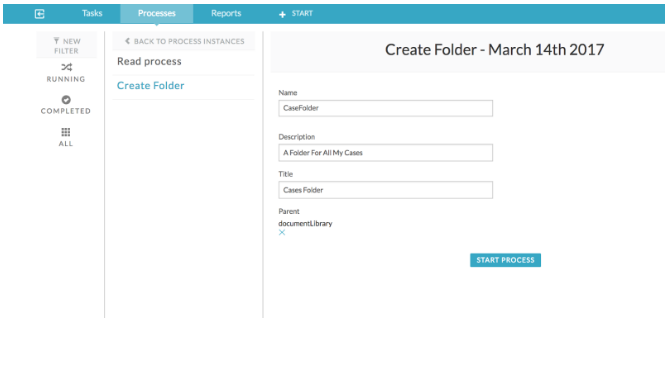 Tasks Processes Reports + START
NEW FILTER
RUNNING
COMPLETED
ALL
BACK TO PROCESS INSTANCES
Read process
Create Folder
Create Folder - March 14th 2017
Name
CaseFolder
Description
A Folder For All My Cases
Title
Cases Folder
Parent
documentLibrary
START PROCESS